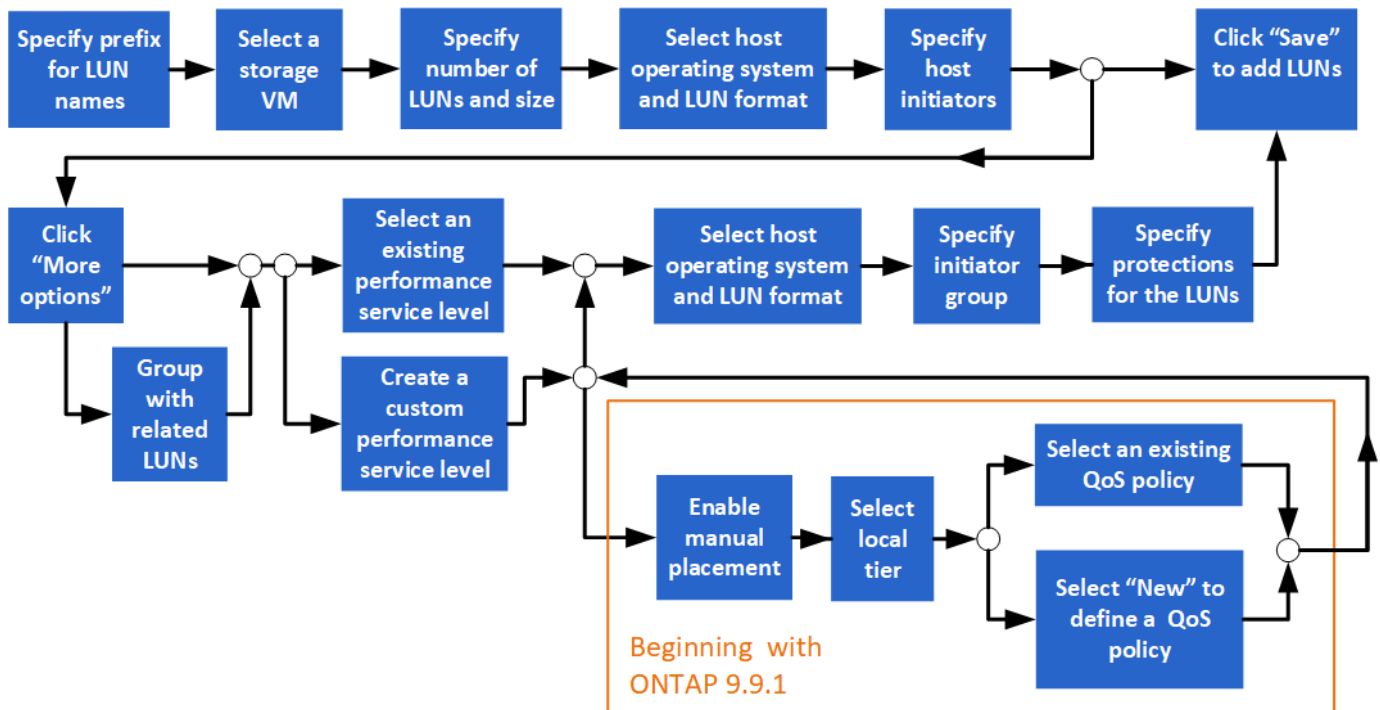 Specify prefix
for LUN
names
Select a
storage
VM
Specify
number of
LUNs and size
Select host
operating system
and LUN format
Specify
host
initiators
Click “Save”
to add LUNs
Click
“More
options”
Select an
existing
performance
service level
Select host
operating system
and LUN format
Specify
initiator
group
Specify
protections
for the LUNs
Group
with
related
LUNs
Create a
custom
performance
service level
Enable
manual
placement
Select
local
tier
Select an existing
QoS policy
Select “New” to
define a QoS
policy
Beginning with
ONTAP 9.9.1